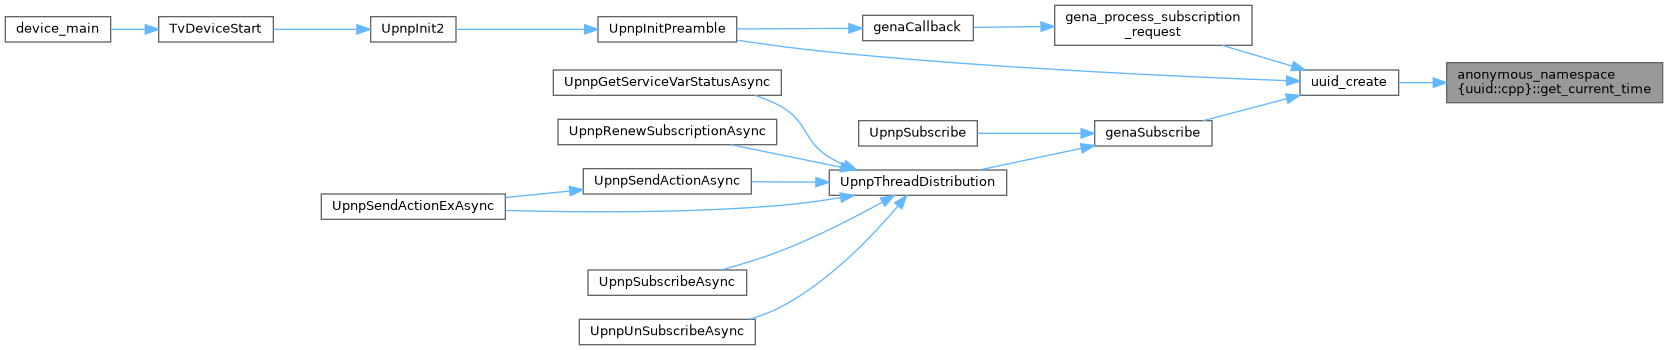 device_main
TvDeviceStart
UpnpInit2
UpnpInitPreamble
genaCallback
gena_process_subscription
_request
uuid_create
anonymous_namespace
{uuid::cpp}::get_current_time
UpnpGetServiceVarStatusAsync
UpnpRenewSubscriptionAsync
UpnpSubscribe
genaSubscribe
UpnpSendActionAsync
UpnpThreadDistribution
UpnpSendActionExAsync
UpnpSubscribeAsync
UpnpUnSubscribeAsync